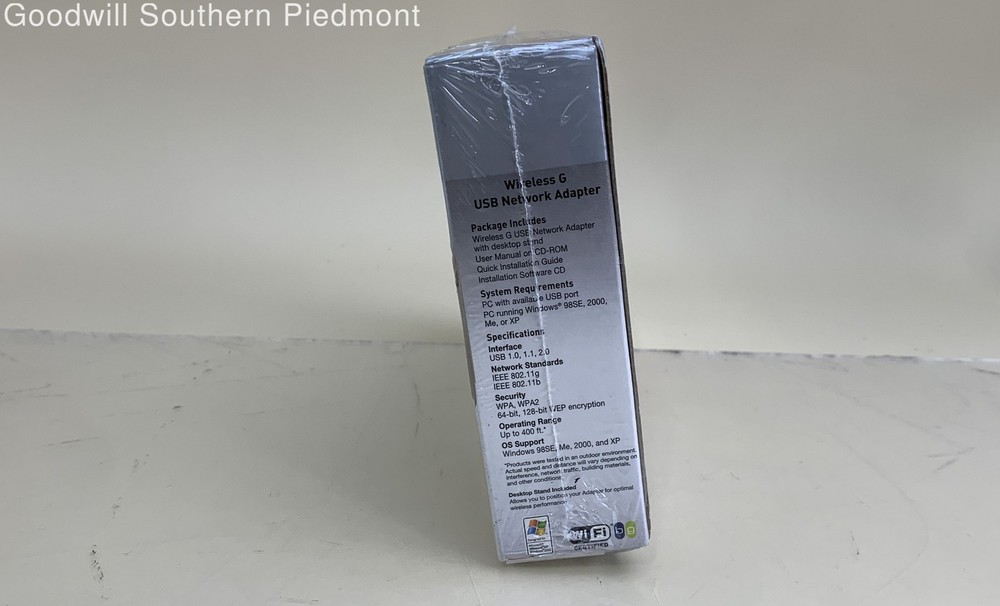 Goodwill Southern Piedmont
Wireless G
USB Network Adapter
Package Includes
Wireless G USB Network Adapter
with desktop stand
User Manual on CD-ROM
Quick Installation Guide
Installation Software CD
System Requirements
PC with available USB port
PC running Windows® 98SE, 2000,
Me, or XP
Specifications
Interface
USB 1.0, 1.1, 2.0
Network Standards
IEEE 802.11g
IEEE 802.11b
Security
WPA, WPA2
64-bit, 128-bit WEP encryption
Operating Range
Up to 400 ft.*
OS Support
Windows 98SE, Me, 2000, and XP
*Products were tested in an outdoor environment.
Actual speed and distance will vary depending on
interference, network traffic, building materials,
and other conditions.
Desktop Stand Included
Allows you to position your Adapter for optimal
wireless performance
Wi Fi b g
CERTIFIED